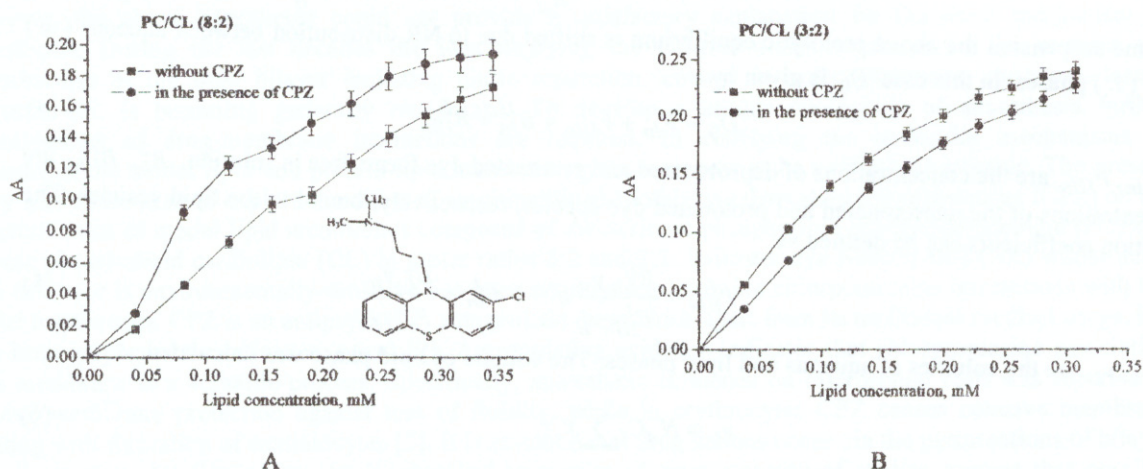 PC/CL (8:2)
0.20
0.18
0.16
0.14
0.12
0.10
0.08
0.06
0.04
0.02
0.00
ΔA
without CPZ
in the presence of CPZ
CH₃
H₃C
N
N
Cl
S
0.00 0.05 0.10 0.15 0.20 0.25 0.30 0.35
Lipid concentration, mM
A
PC/CL (3:2)
0.25
0.20
0.15
0.10
0.05
0.00
ΔA
without CPZ
in the presence of CPZ
0.00 0.05 0.10 0.15 0.20 0.25 0.30 0.35
Lipid concentration, mM
B